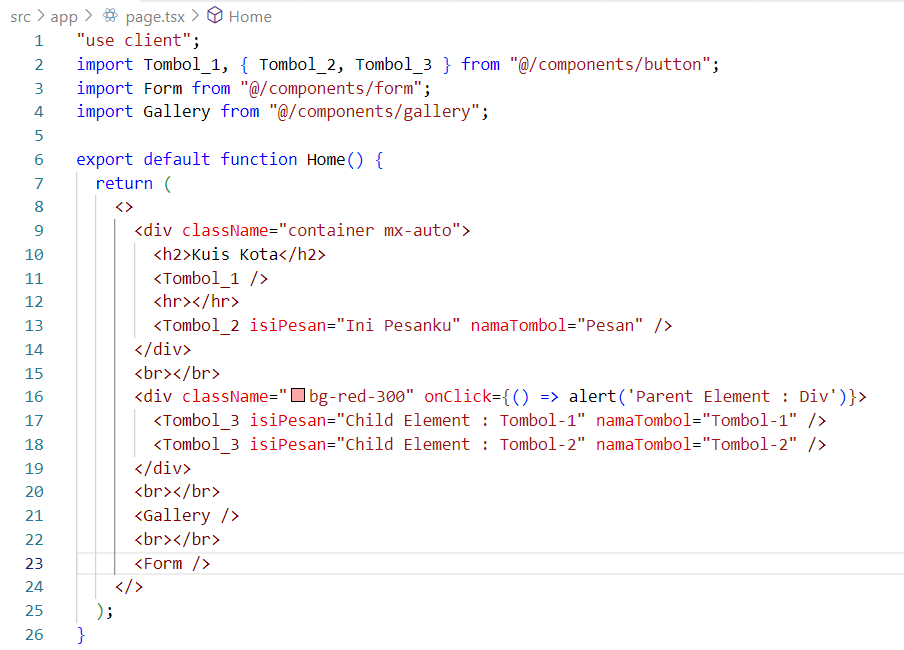 src > app > page.tsx > Home
1 "use client";
2 import Tombol_1, { Tombol_2, Tombol_3 } from "@/components/button";
3 import Form from "@/components/form";
4 import Gallery from "@/components/gallery";
5
6 export default function Home() {
7   return (
8     <>
9       <div className="container mx-auto">
10         <h2>Kuis Kota</h2>
11         <Tombol_1 />
12         <hr></hr>
13         <Tombol_2 isiPesan="Ini Pesanku" namaTombol="Pesan" />
14       </div>
15       <br></br>
16       <div className="bg-red-300" onClick={() => alert('Parent Element : Div')}>
17         <Tombol_3 isiPesan="Child Element : Tombol-1" namaTombol="Tombol-1" />
18         <Tombol_3 isiPesan="Child Element : Tombol-2" namaTombol="Tombol-2" />
19       </div>
20       <br></br>
21       <Gallery />
22       <br></br>
23       <Form />
24     </>
25   );
26 }